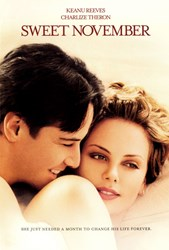 KEANU REEVES
CHARLIZE THERON
SWEET NOVEMBER
SHE JUST NEEDED A MONTH TO CHANGE HIS LIFE FOREVER.